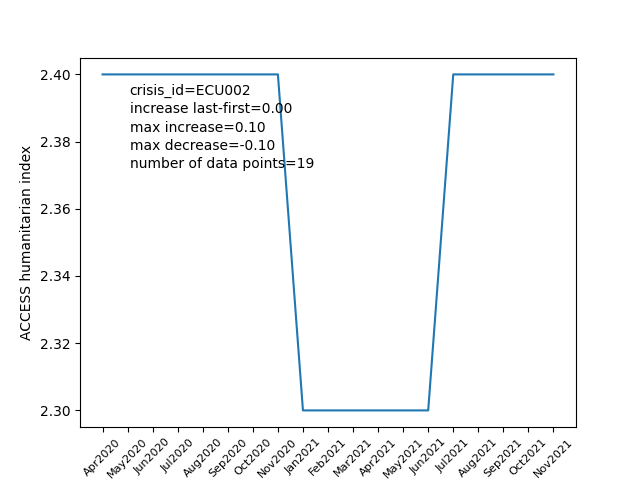 2.40
2.38
2.36
2.34
2.32
2.30
ACCESS humanitarian index
crisis_id=ECU002
increase last-first=0.00
max increase=0.10
max decrease=-0.10
number of data points=19
Apr2020
May2020
Jun2020
Jul2020
Aug2020
Sep2020
Oct2020
Nov2020
Jan2021
Feb2021
Mar2021
Apr2021
May2021
Jun2021
Jul2021
Aug2021
Sep2021
Oct2021
Nov2021